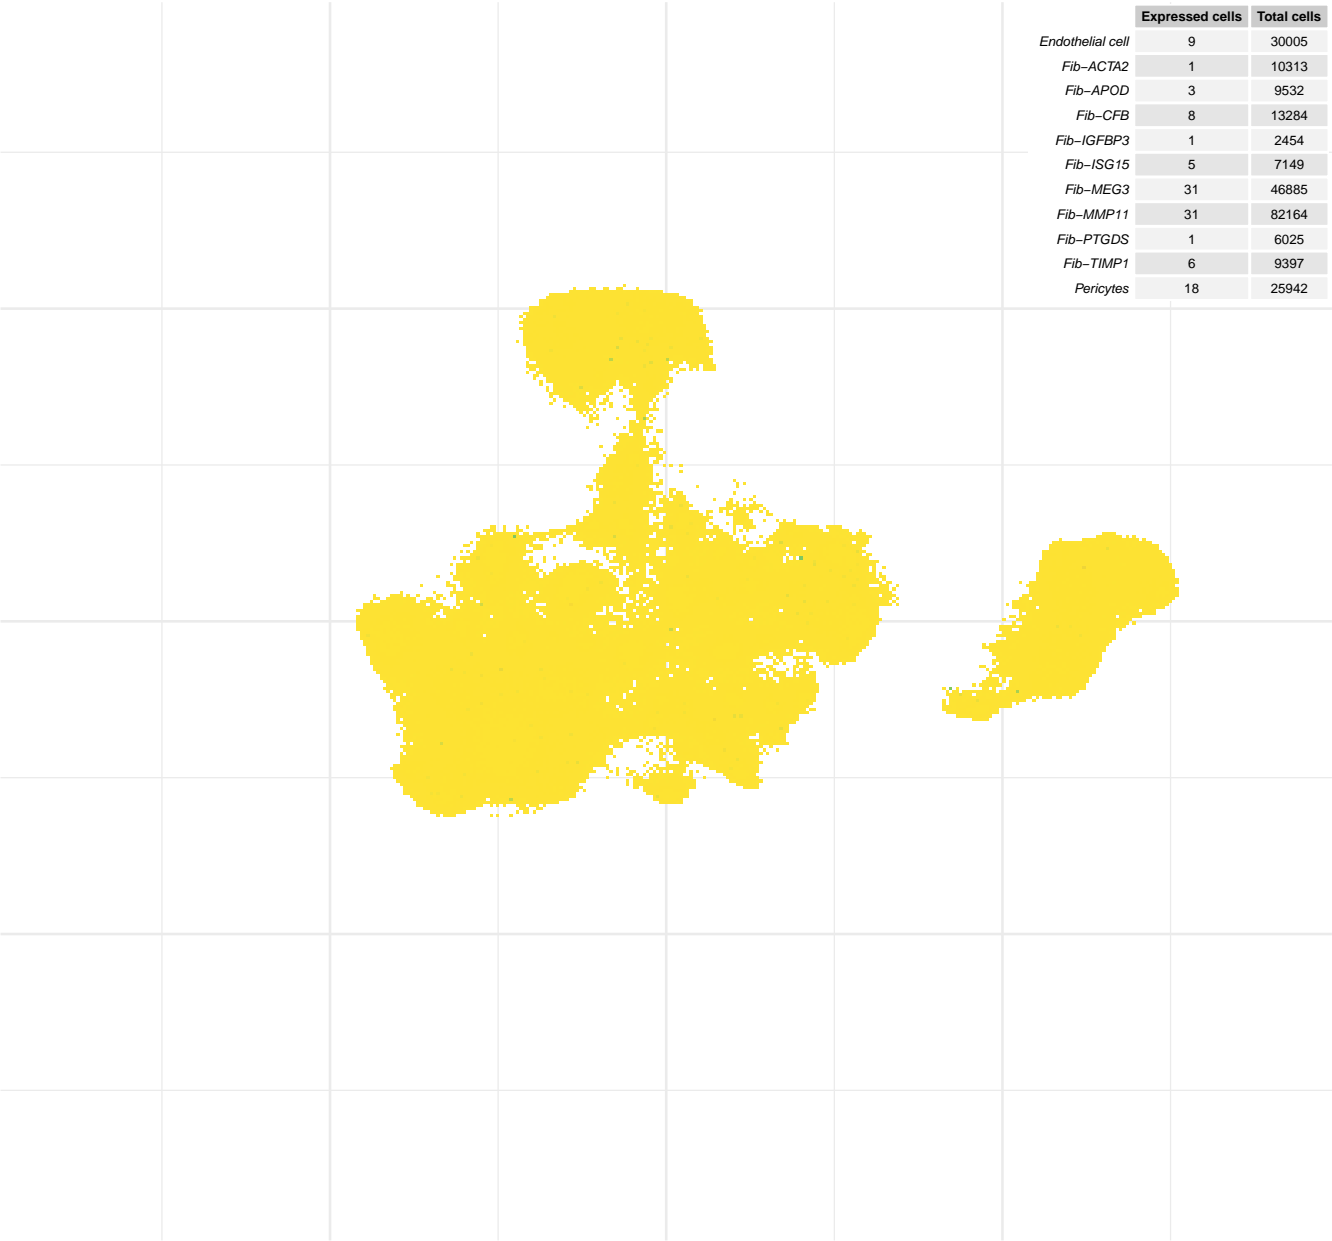 Expressed cells Total cells
Endothelial cell 9 30005
Fib−ACTA2 1 10313
Fib−APOD 3 9532
Fib−CFB 8 13284
Fib−IGFBP3 1 2454
Fib−ISG15 5 7149
Fib−MEG3 31 46885
Fib−MMP11 31 82164
Fib−PTGDS 1 6025
Fib−TIMP1 6 9397
Pericytes 18 25942